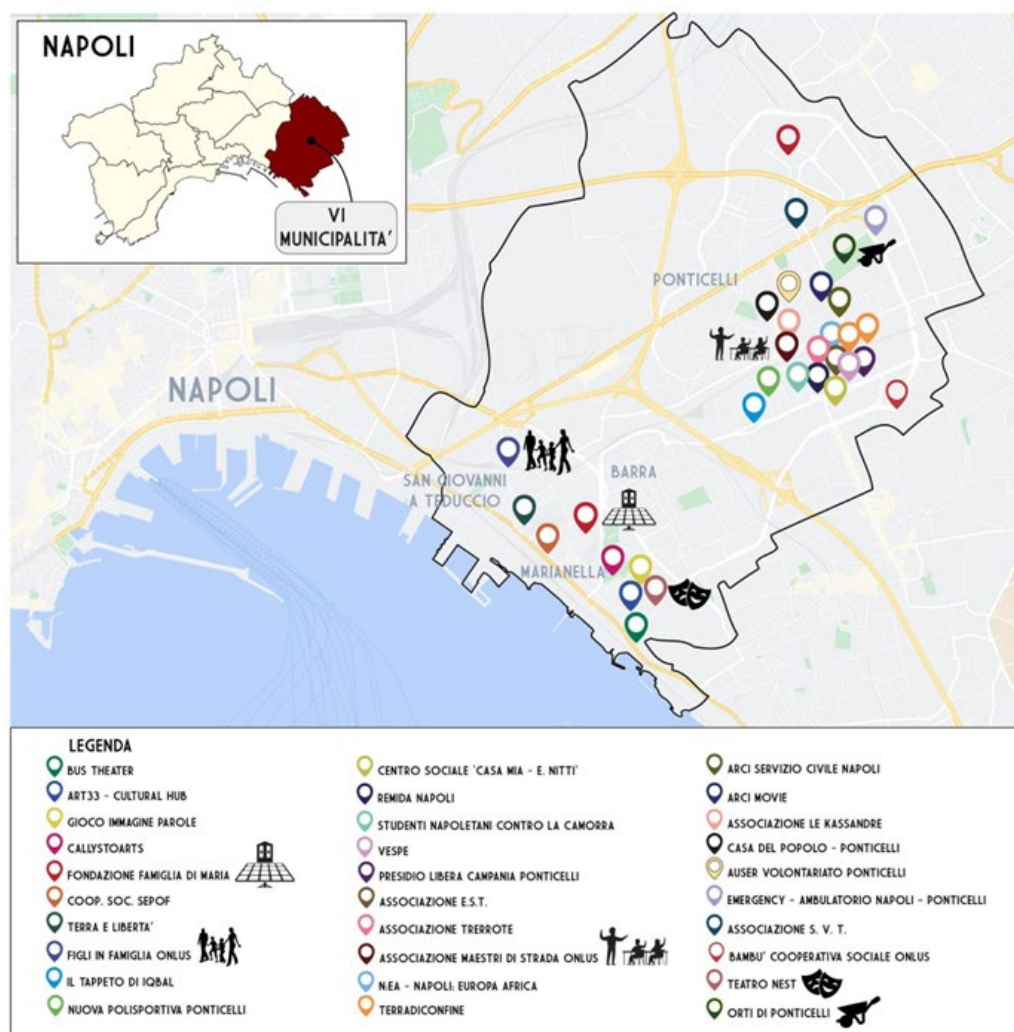 NAPOLI
VI
MUNICIPALITA'
PONTICELLI
NAPOLI
SAN GIOVANNI
A TEDUCCIO
BARRA
MARIANELLA
LEGENDA
BUS THEATER
ART33 - CULTURAL HUB
GIOCO IMMAGINE PAROLE
CALLYSTOARTS
FONDAZIONE FAMIGLIA DI MARIA
COOP. SOC. SEPOF
TERRA E LIBERTA'
FIGLI IN FAMIGLIA ONLUS
IL TAPPETO DI IQBAL
NUOVA POLISPORTIVA PONTICELLI
CENTRO SOCIALE 'CASA MIA - E. NITTI'
REMIDA NAPOLI
STUDENTI NAPOLETANI CONTRO LA CAMORRA
VESPE
PRESIDIO LIBERA CAMPANIA PONTICELLI
ASSOCIAZIONE E.S.T.
ASSOCIAZIONE TRERROTE
ASSOCIAZIONE MAESTRI DI STRADA ONLUS
N:EA - NAPOLI: EUROPA AFRICA
TERRADICONFINE
ARCI SERVIZIO CIVILE NAPOLI
ARCI MOVIE
ASSOCIAZIONE LE KASSANDRE
CASA DEL POPOLO - PONTICELLI
AUSER VOLONTARIATO PONTICELLI
EMERGENCY - AMBULATORIO NAPOLI - PONTICELLI
ASSOCIAZIONE S. V. T.
BAMBU' COOPERATIVA SOCIALE ONLUS
TEATRO NEST
ORTI DI PONTICELLI